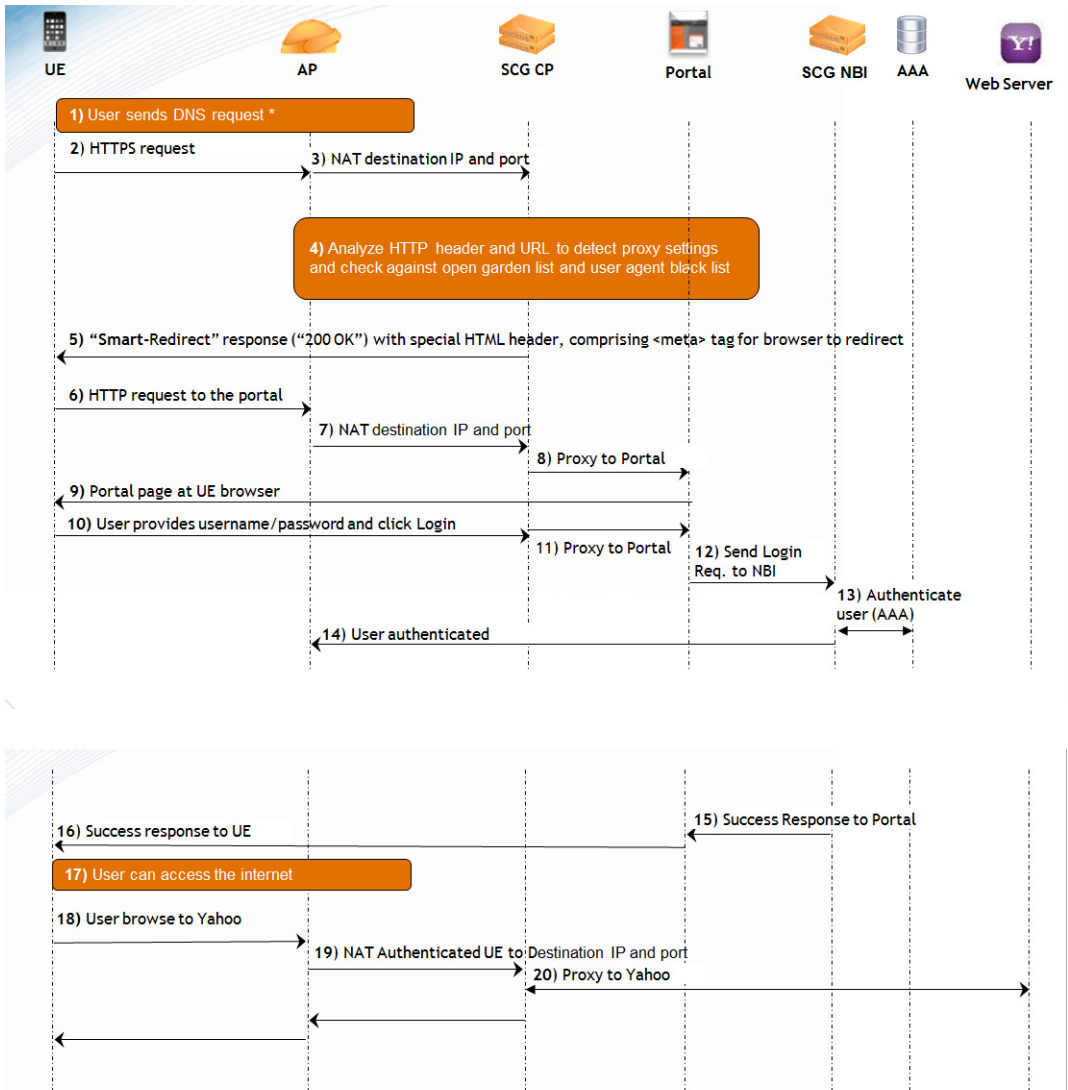 UE
AP
SCG CP
Portal
SCG NBI
AAA
Y!
Web Server
1) User sends DNS request *
2) HTTPS request
3) NAT destination IP and port
4) Analyze HTTP header and URL to detect proxy settings
and check against open garden list and user agent black list
5) “Smart-Redirect” response (“200 OK”) with special HTML header, comprising <meta> tag for browser to redirect
6) HTTP request to the portal
7) NAT destination IP and port
8) Proxy to Portal
9) Portal page at UE browser
10) User provides username/password and click Login
11) Proxy to Portal
12) Send Login
Req. to NBI
13) Authenticate
user (AAA)
14) User authenticated
15) Success Response to Portal
16) Success response to UE
17) User can access the internet
18) User browse to Yahoo
19) NAT Authenticated UE to Destination IP and port
20) Proxy to Yahoo